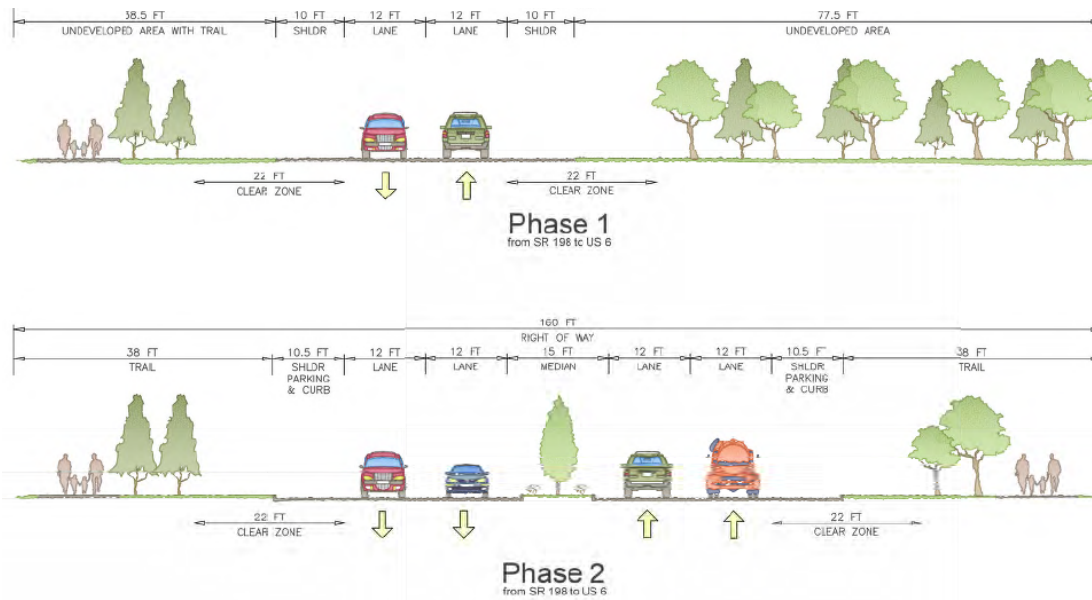 38.5 FT 10 FT 12 FT 12 FT 10 FT 77.5 FT
UNDEVELOPED AREA WITH TRAIL SHLDR LANE LANE SHLDR UNDEVELOPED AREA
22 FT 22 FT
CLEAR ZONE CLEAR ZONE
Phase 1
from SR 198 to US 6
160 FT
RIGHT OF WAY
38 FT 10.5 FT 12 FT 12 FT 15 FT 12 FT 12 FT 10.5 FT 38 FT
TRAIL SHLDR LANE LANE MEDIAN LANE LANE SHLDR TRAIL
PARKING PARKING
& CURB & CURB
22 FT 22 FT
CLEAR ZONE CLEAR ZONE
Phase 2
from SR 198 to US 6